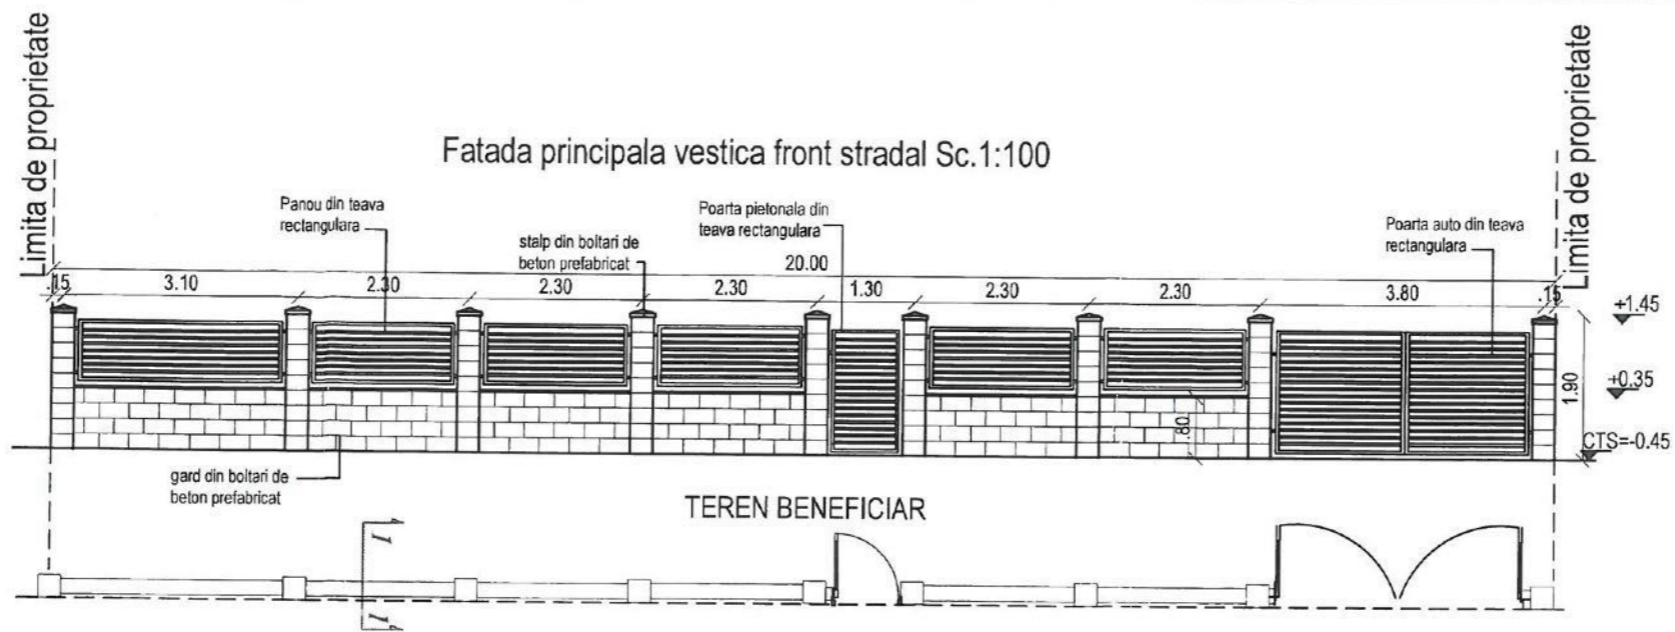 Limita de proprietate
Limita de proprietate
Fatada principala vestica front stradal Sc.1:100
Panou din teava
rectangulara
stalp din boltari de
beton prefabricat
Poarta pietonala din
teava rectangulara
Poarta auto din teava
rectangulara
20.00
.15 3.10 2.30 2.30 2.30 1.30 2.30 2.30 3.80 .15
+1.45
+0.35
1.90
.80
CTS=-0.45
gard din boltari de
beton prefabricat
TEREN BENEFICIAR
1
1